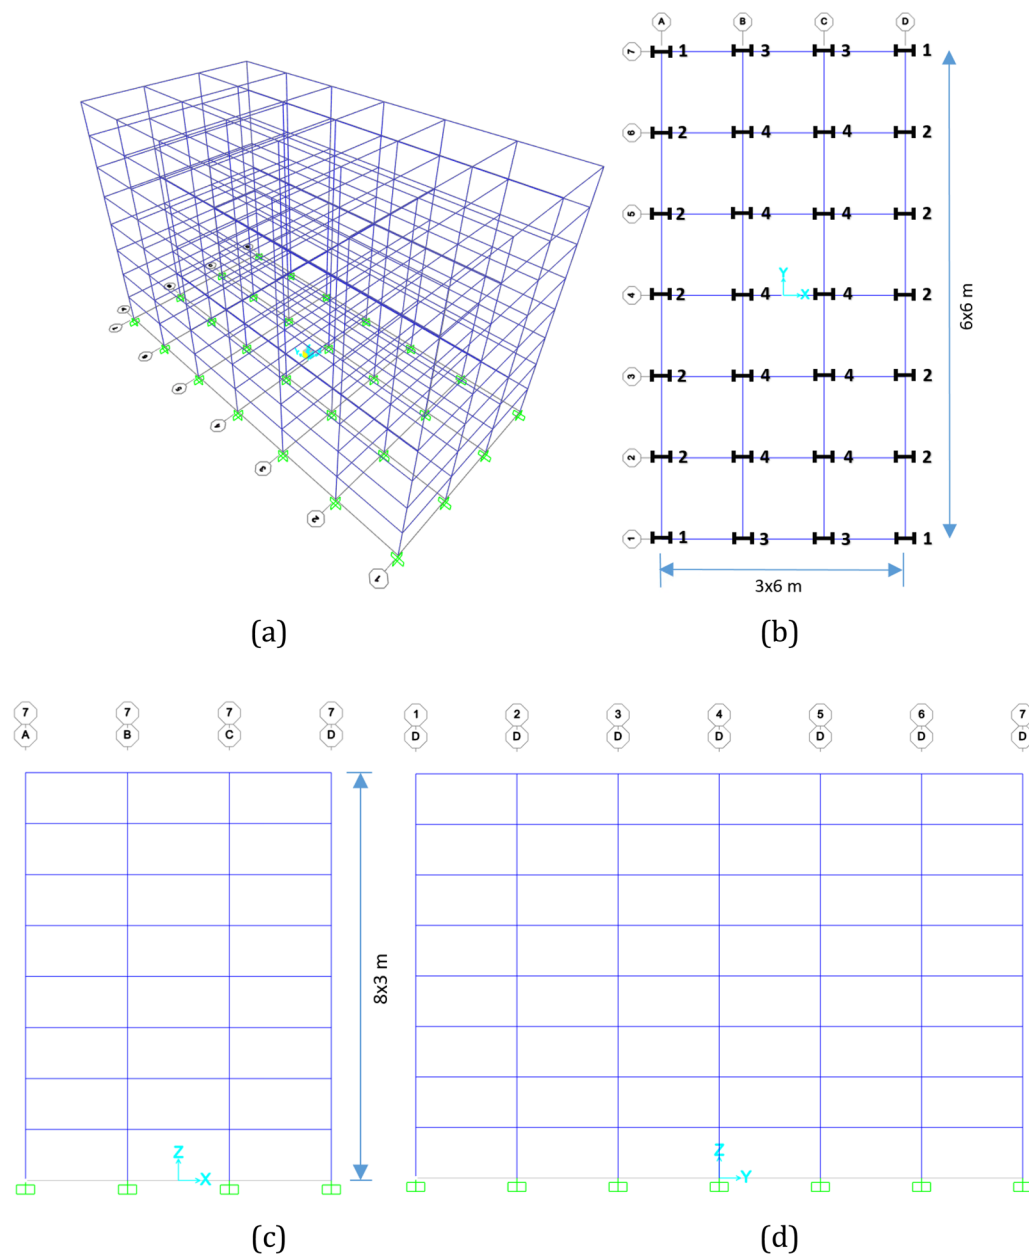 A B C D
7 1 3 3 1
6 2 4 4 2
5 2 4 4 2
Y
4 2 4 X 4 2
3 2 4 4 2
2 2 4 4 2
1 1 3 3 1
6x6 m
3x6 m
2
1
(a) (b)
7 7 7 7
A B C D
1 2 3 4 5 6 7
D D D D D D D
8x3 m
Z
X
Z
Y
(c) (d)